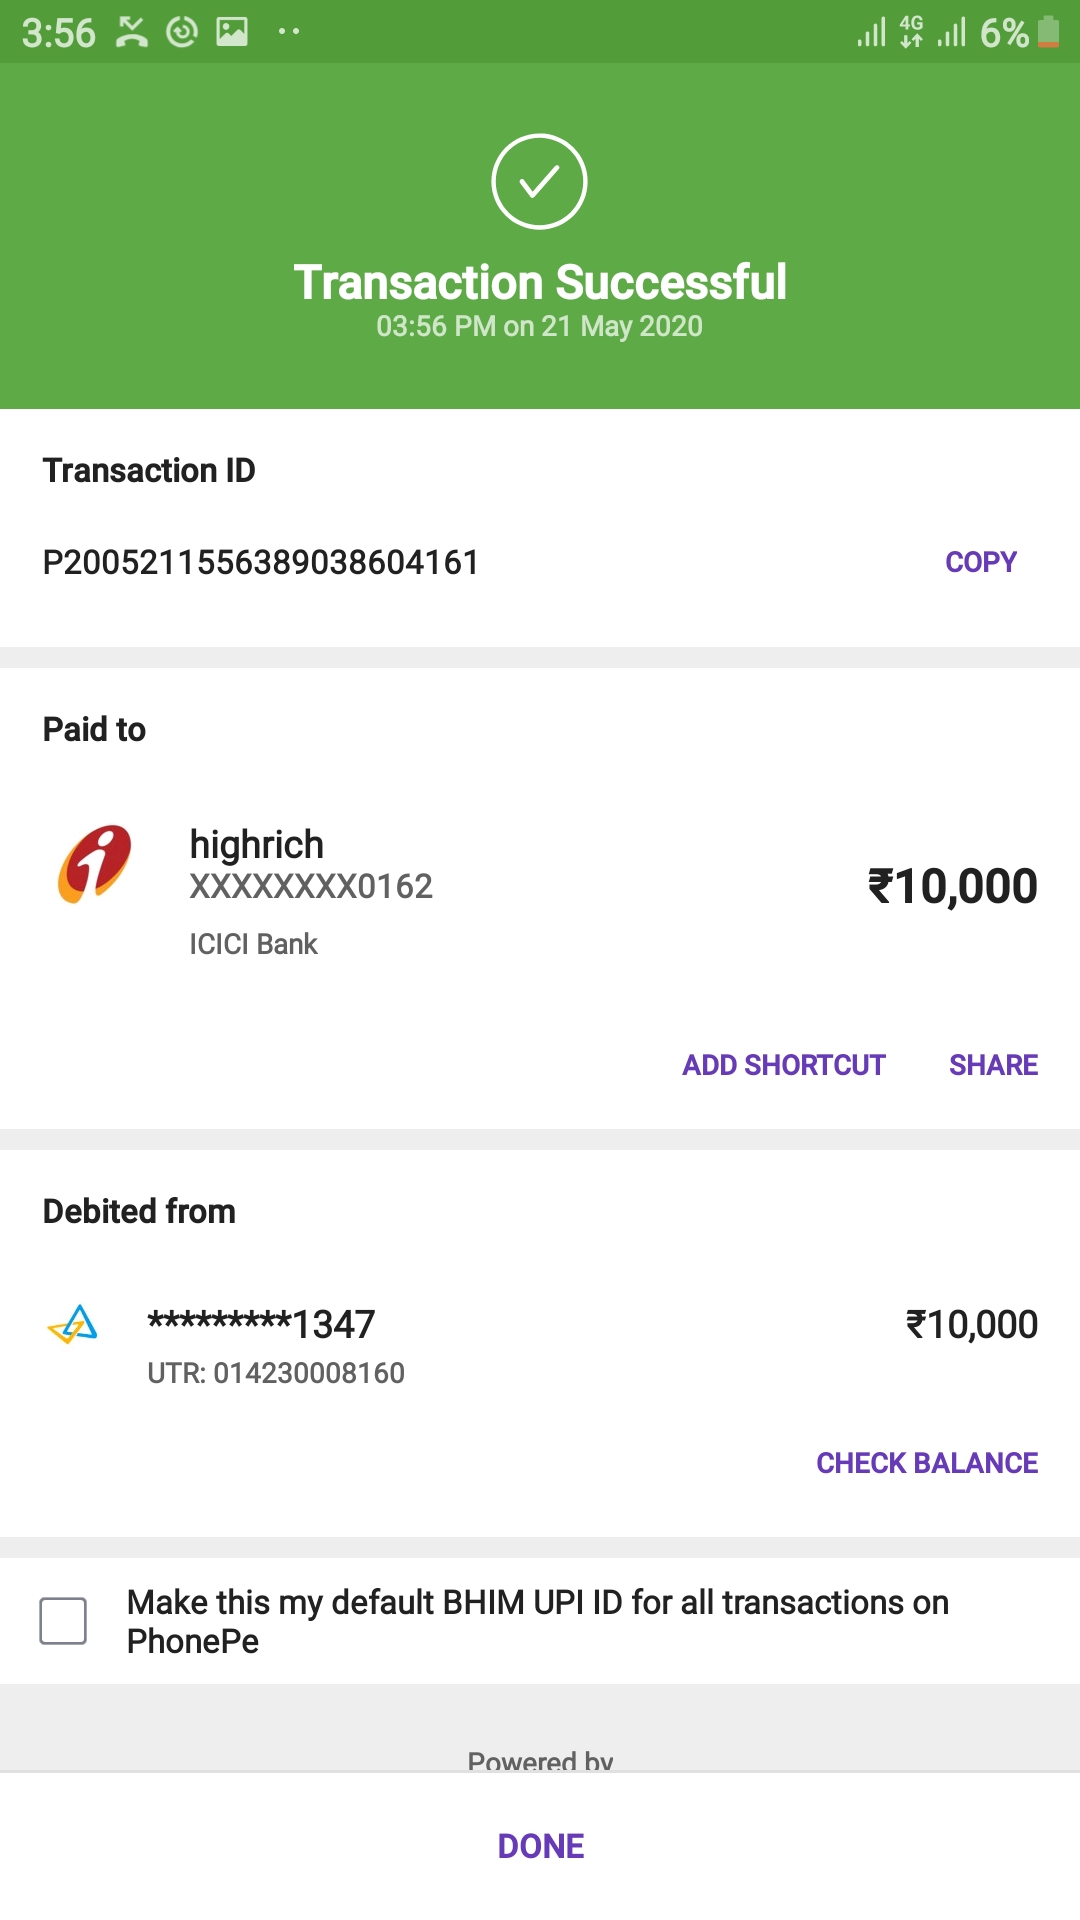 3:56
4G
6%
Transaction Successful
03:56 PM on 21 May 2020
Transaction ID
P2005211556389038604161
COPY
Paid to
highrich
XXXXXXXX0162
₹10,000
ICICI Bank
ADD SHORTCUT
SHARE
Debited from
*********1347
₹10,000
UTR: 014230008160
CHECK BALANCE
Make this my default BHIM UPI ID for all transactions on
PhonePe
Powered by
DONE